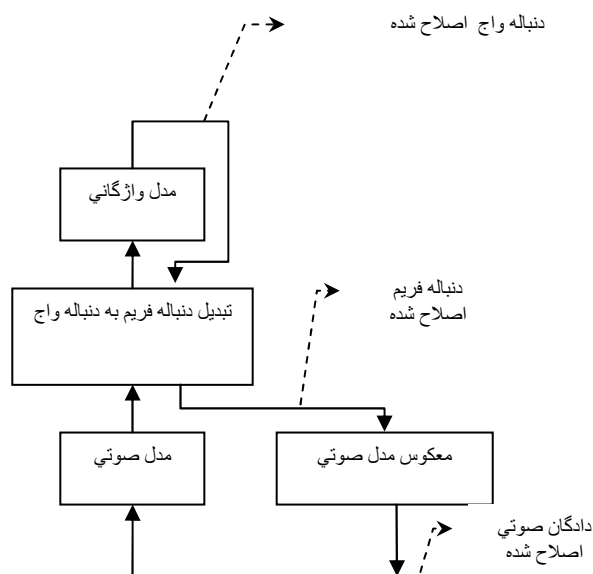 دنباله واج اصلاح شده
مدل واژگاني
دنباله فريم
اصلاح شده
تبديل دنباله فريم به دنباله واج
مدل صوتي
معكوس مدل صوتي
دادگان صوتي
اصلاح شده